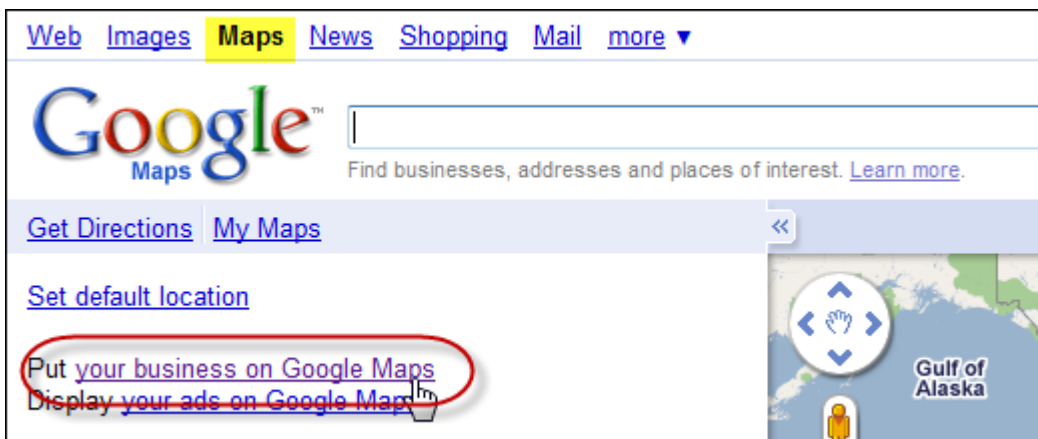 Web Images Maps News Shopping Mail more ▼
Google™
Maps
Find businesses, addresses and places of interest. Learn more.
Get Directions My Maps «
Set default location
Put your business on Google Maps
Display your ads on Google Maps
Gulf of
Alaska